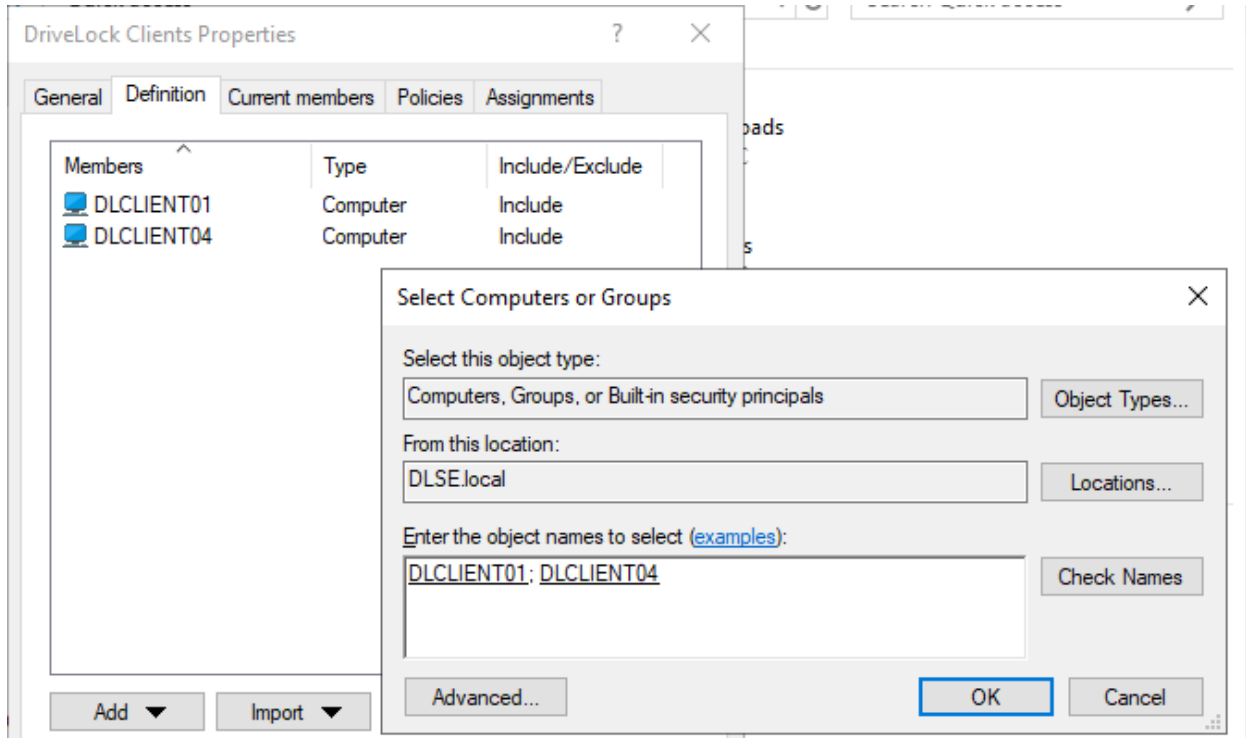 DriveLock Clients Properties
General Definition Current members Policies Assignments
Members Type Include/Exclude
DLCLIENT01 Computer Include
DLCLIENT04 Computer Include
oads
s
Select Computers or Groups
Select this object type:
Computers, Groups, or Built-in security principals
Object Types...
From this location:
DLSE.local
Locations...
Enter the object names to select (examples):
DLCLIENT01; DLCLIENT04
Check Names
Advanced...
OK
Cancel
Add
Import